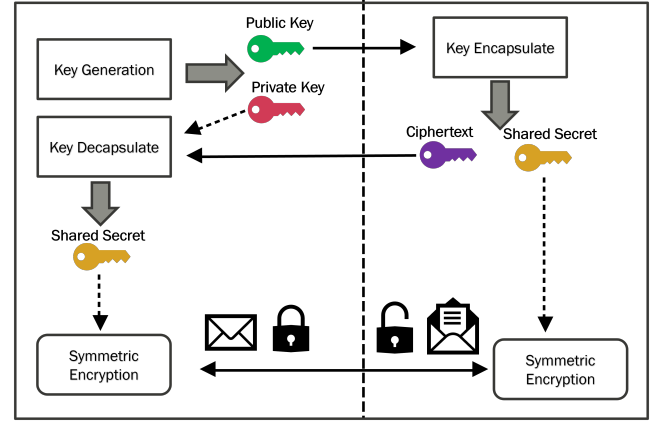 Public Key
Key Generation
Key Encapsulate
Private Key
Key Decapsulate
Ciphertext
Shared Secret
Shared Secret
Symmetric
Encryption
Symmetric
Encryption